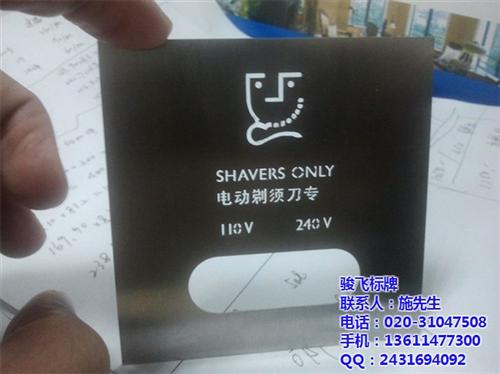 SHAVERS ONLY
电动剃须刀专
110V 240V
骏飞标牌
联系人：施先生
电话：020-31047508
手机：13611477300
QQ：2431694092